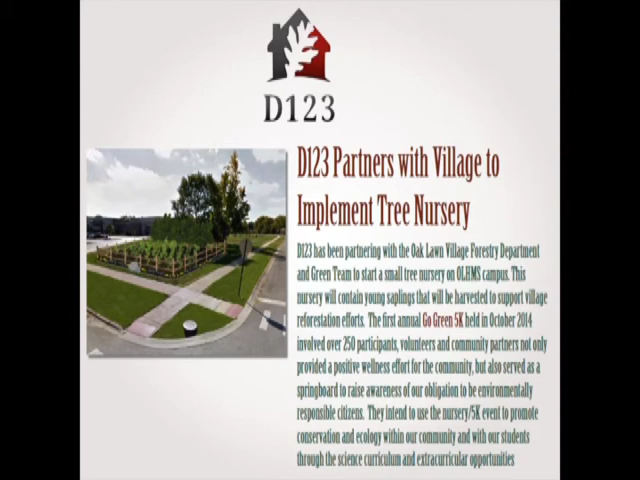 D123
D123 Partners with Village to
Implement Tree Nursery
D123 has been partnering with the Oak Lawn Village Forestry Department
and Green Team to start a small tree nursery on OLHMS campus. This
nursery will contain young saplings that will be harvested to support village
reforestation efforts. The first annual Go Green 5K held in October 2014
involved over 250 participants, volunteers and community partners not only
provided a positive wellness effort for the community, but also served as a
springboard to raise awareness of our obligation to be environmentally
responsible citizens. They intend to use the nursery/5K event to promote
conservation and ecology within our community and with our students
through the science curriculum and extracurricular opportunities